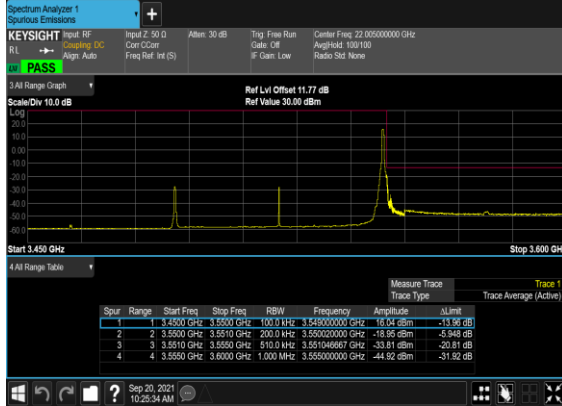 Spectrum Analyzer 1
Spurious Emissions
+
KEYSIGHT Input: RF Input Z: 50 Ω Atten: 30 dB Trig: Free Run Center Freq: 22.005000000 GHz
RL Coupling: DC Corr CCorr Gate: Off Avg|Hold: 100/100
Align: Auto Freq Ref: Int (S) IF Gain: Low Radio Std: None
PASS
3 All Range Graph Ref Lvl Offset 11.77 dB
Scale/Div 10.0 dB Ref Value 30.00 dBm
Log
20.0
10.0
0.00
-10.0
-20.0
-30.0
-40.0
-50.0
-60.0
Start 3.450 GHz Stop 3.600 GH
4 All Range Table
Measure Trace Trace 1
Trace Type Trace Average (Active)
Spur Range Start Freq Stop Freq RBW Frequency Amplitude ΔLimit
1 1 3.4500 GHz 3.5500 GHz 100.0 kHz 3.549000000 GHz 16.04 dBm -13.96 dB
2 2 3.5500 GHz 3.5510 GHz 200.0 kHz 3.550020000 GHz -18.95 dBm -5.948 dB
3 3 3.5510 GHz 3.5550 GHz 510.0 kHz 3.551046667 GHz -33.81 dBm -20.81 dB
4 4 3.5550 GHz 3.6000 GHz 1.000 MHz 3.555000000 GHz -44.92 dBm -31.92 dB
? Sep 20, 2021
10:25:34 AM